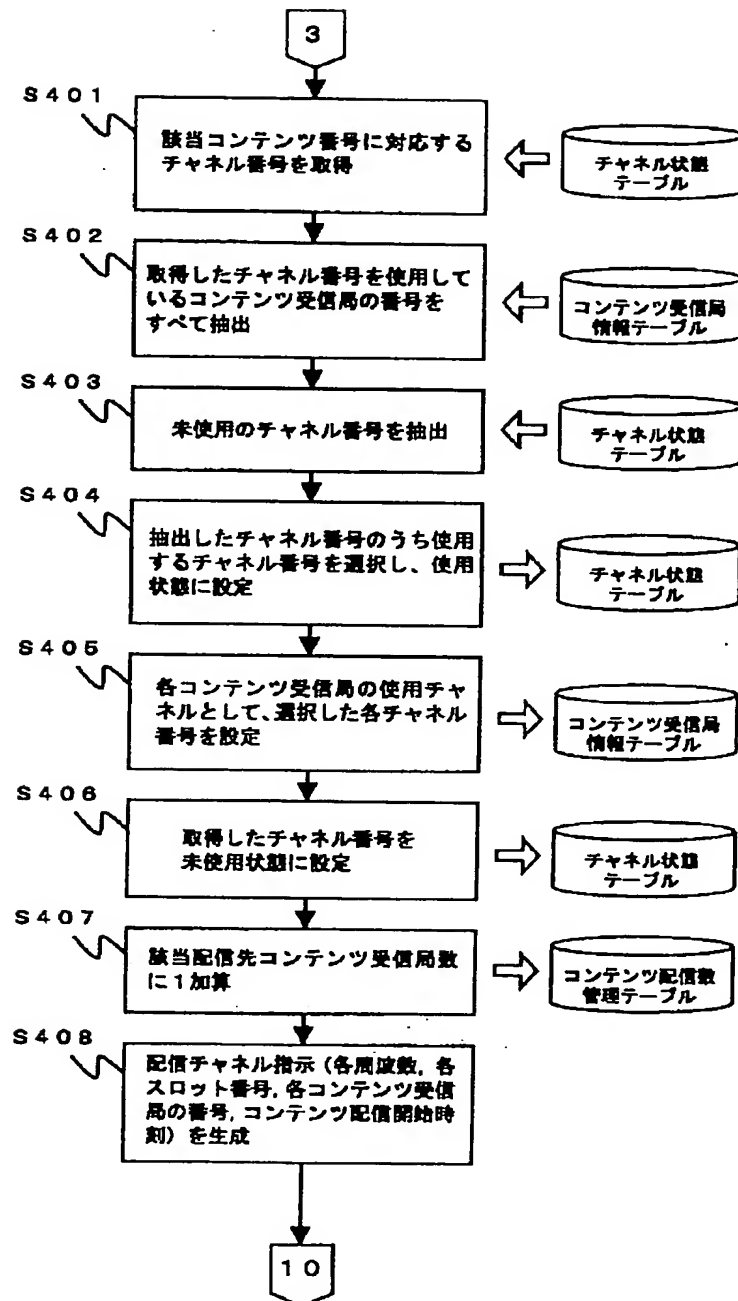 3
S401
該当コンテンツ番号に対応する
チャネル番号を取得
チャネル状態
テーブル
S402
取得したチャネル番号を使用して
いるコンテンツ受信局の番号を
すべて抽出
コンテンツ受信局
情報テーブル
S403
未使用のチャネル番号を抽出
チャネル状態
テーブル
S404
抽出したチャネル番号のうち使用
するチャネル番号を選択し、使用
状態に設定
チャネル状態
テーブル
S405
各コンテンツ受信局の使用チャ
ネルとして、選択した各チャネル
番号を設定
コンテンツ受信局
情報テーブル
S406
取得したチャネル番号を
未使用状態に設定
チャネル状態
テーブル
S407
該当配信先コンテンツ受信局数
に1加算
コンテンツ配信数
管理テーブル
S408
配信チャネル指示（各周波数，各
スロット番号，各コンテンツ受信
局の番号，コンテンツ配信開始時
刻）を生成
10